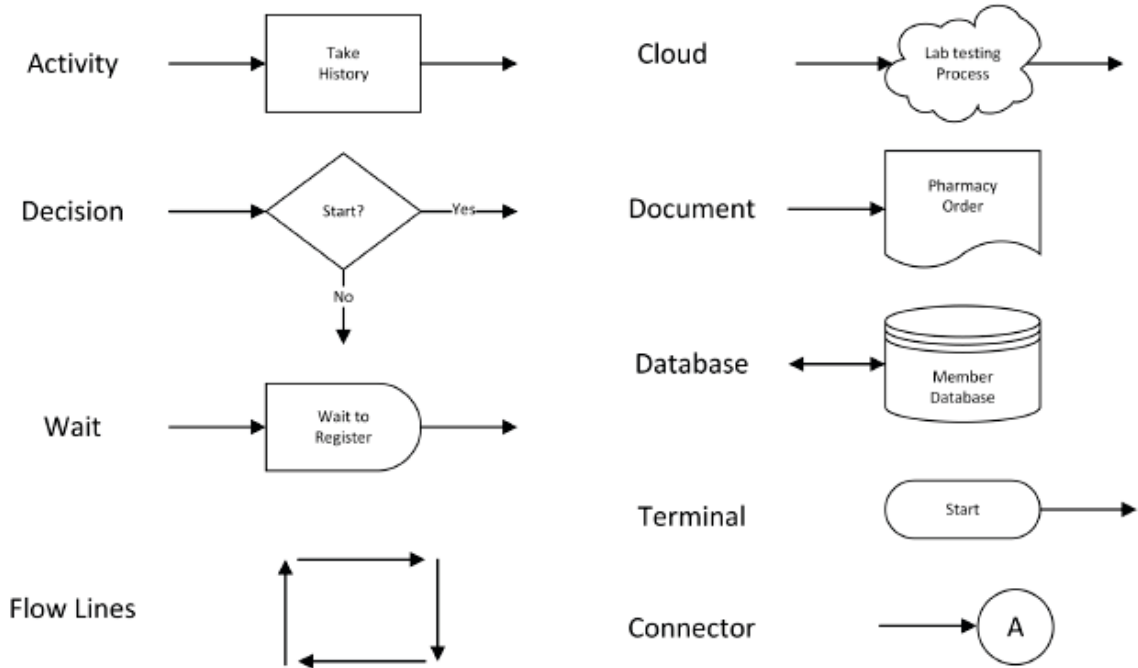 Activity
Take
History
Decision
Start?
Yes
No
Wait
Wait to
Register
Flow Lines
Cloud
Lab testing
Process
Document
Pharmacy
Order
Database
Member
Database
Terminal
Start
Connector
A